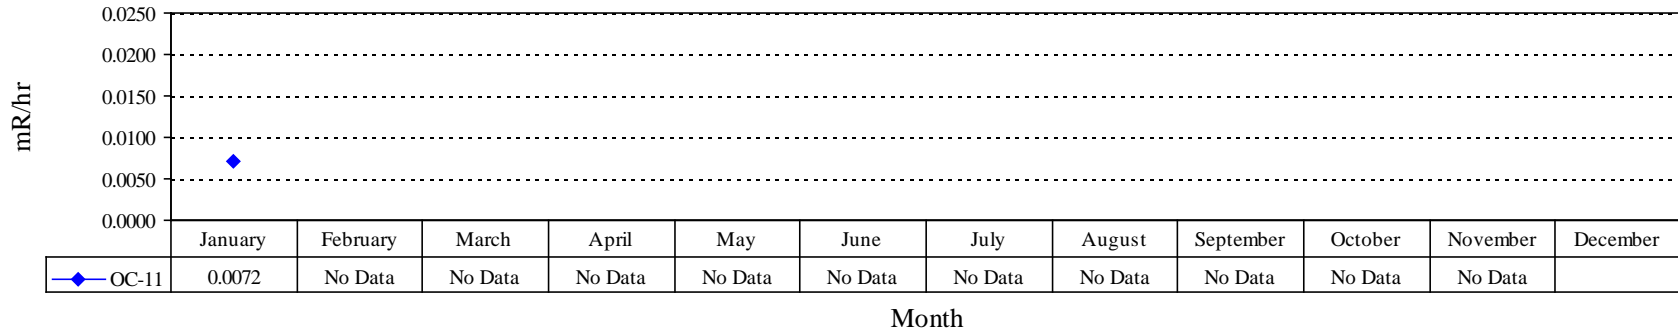 0.0250
0.0200
0.0150
0.0100
0.0050
0.0000
mR/hr
January February March April May June July August September October November December
OC-11 0.0072 No Data No Data No Data No Data No Data No Data No Data No Data No Data No Data
Month